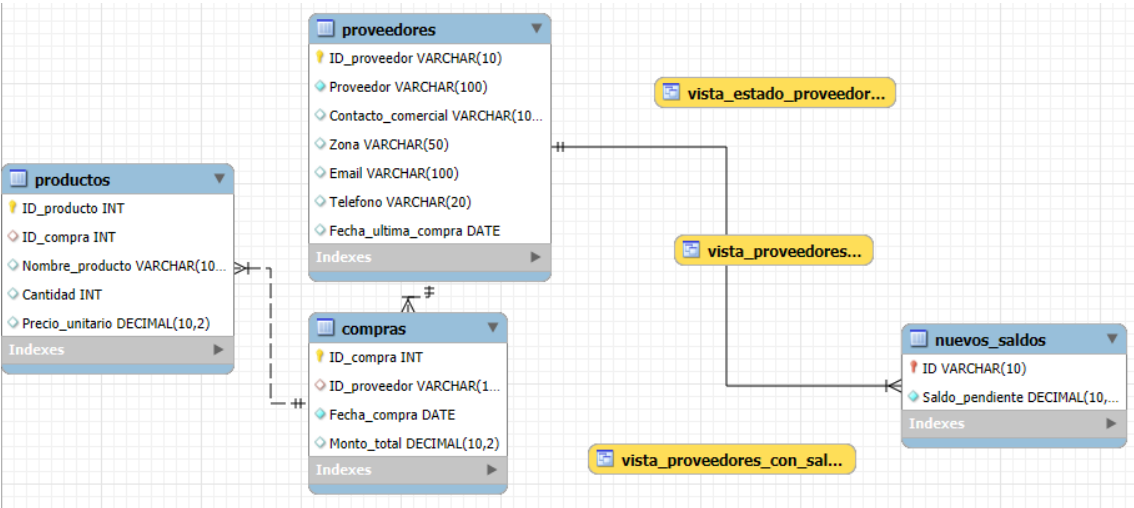 proveedores
ID_proveedor VARCHAR(10)
Proveedor VARCHAR(100)
Contacto_comercial VARCHAR(10...
Zona VARCHAR(50)
Email VARCHAR(100)
Telefono VARCHAR(20)
Fecha_ultima_compra DATE
Indexes
vista_estado_proveedor...
productos
ID_producto INT
ID_compra INT
Nombre_producto VARCHAR(10...
Cantidad INT
Precio_unitario DECIMAL(10,2)
Indexes
vista_proveedores...
compras
ID_compra INT
ID_proveedor VARCHAR(1...
Fecha_compra DATE
Monto_total DECIMAL(10,2)
Indexes
nuevos_saldos
ID VARCHAR(10)
Saldo_pendiente DECIMAL(10,...
Indexes
vista_proveedores_con_sal...